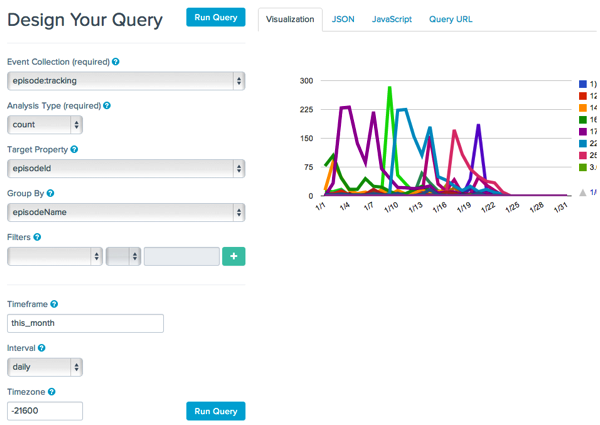 Design Your Query
Run Query
Visualization
JSON
JavaScript
Query URL
Event Collection (required)
episode:tracking
Analysis Type (required)
count
Target Property
episodeId
Group By
episodeName
Filters
+
Timeframe
this_month
Interval
daily
Timezone
-21600
Run Query
300
225
150
75
0
1/1
1/4
1/7
1/10
1/13
1/16
1/19
1/22
1/25
1/28
1/31
1)
12
14
16
17
22
25
3.
1/